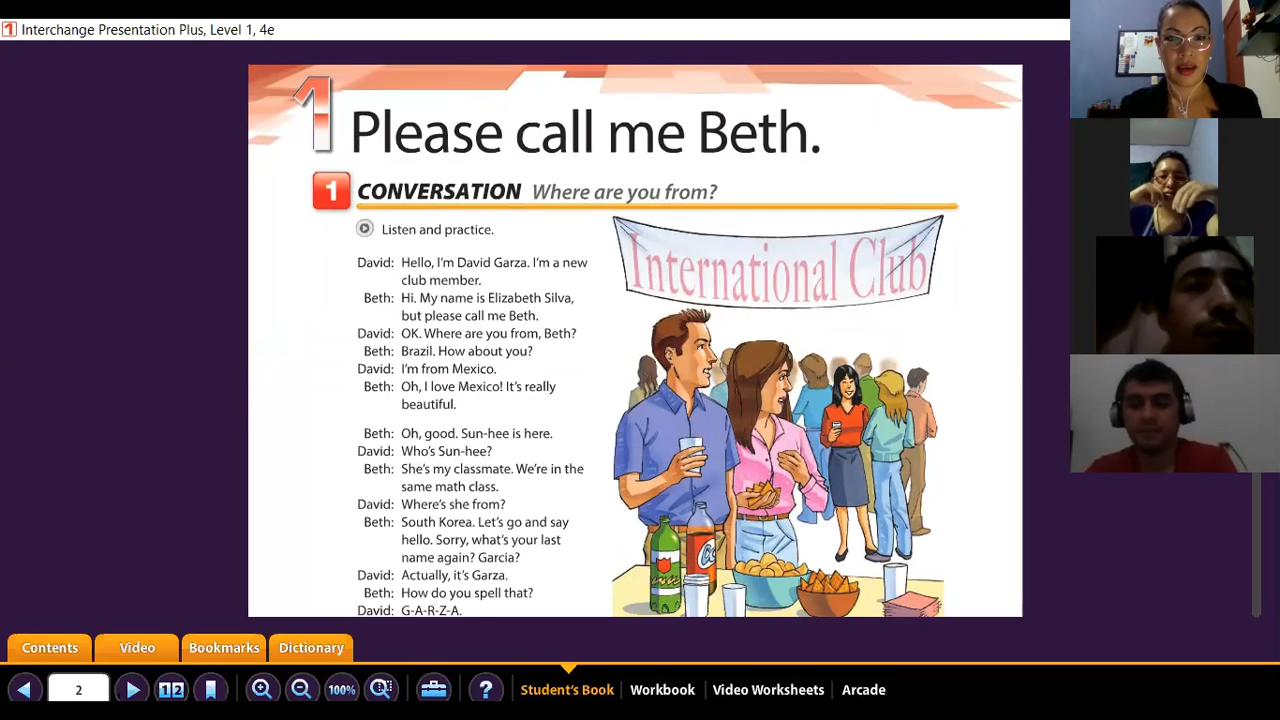 1 Interchange Presentation Plus, Level 1, 4e
1 Please call me Beth.
1 CONVERSATION Where are you from?
Listen and practice.
David: Hello, I'm David Garza. I'm a new
club member.
Beth: Hi. My name is Elizabeth Silva,
but please call me Beth.
David: OK. Where are you from, Beth?
Beth: Brazil. How about you?
David: I'm from Mexico.
Beth: Oh, I love Mexico! It's really
beautiful.
Beth: Oh, good. Sun-hee is here.
David: Who's Sun-hee?
Beth: She's my classmate. We're in the
same math class.
David: Where's she from?
Beth: South Korea. Let's go and say
hello. Sorry, what's your last
name again? Garcia?
David: Actually, it's Garza.
Beth: How do you spell that?
David: G-A-R-Z-A.
International Club
Contents Video Bookmarks Dictionary
2 12 100% ? Student's Book Workbook Video Worksheets Arcade